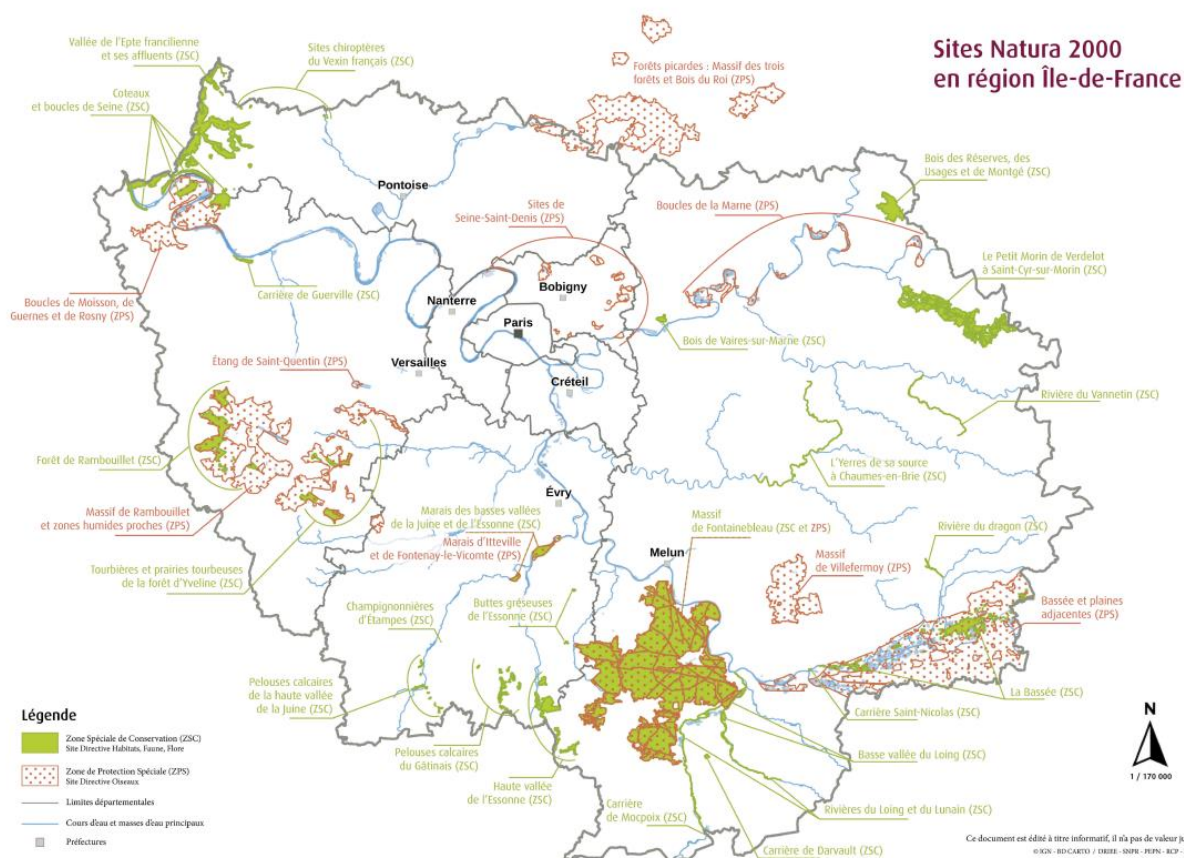 Sites Natura 2000
en région Île-de-France
Vallée de l'Epte francilienne
et ses affluents (ZSC)
Sites chiroptères
du Vexin français (ZSC)
Forêts picardes : Massif des trois
forêts et Bois du Roi (ZPS)
Coteaux
et boucles de Seine (ZSC)
Bois des Réserves, des
Usages et de Montgé (ZSC)
Pontoise
Sites de
Seine-Saint-Denis (ZPS)
Boucles de la Marne (ZPS)
Le Petit Morin de Verdelot
à Saint-Cyr-sur-Morin (ZSC)
Boucles de Moisson, de
Guernes et de Rosny (ZPS)
Carrière de Guerville (ZSC)
Nanterre
Bobigny
Paris
Bois de Vaires-sur-Marne (ZSC)
Étang de Saint-Quentin (ZPS)
Versailles
Créteil
Rivière du Vannetin (ZSC)
Forêt de Rambouillet (ZSC)
L'Yerres de sa source
à Chaumes-en-Brie (ZSC)
Évry
Massif de Rambouillet
et zones humides proches (ZPS)
Marais des basses vallées
de la Juine et de l'Essonne (ZSC)
Marais d'Itteville
et de Fontenay-le-Vicomte (ZPS)
Massif
de Fontainebleau (ZSC et ZPS)
Rivière du dragon (ZSC)
Melun
Massif
de Villefermoy (ZPS)
Tourbières et prairies tourbeuses
de la forêt d'Yveline (ZSC)
Champignonnières
d'Étampes (ZSC)
Buttes gréseuses
de l'Essonne (ZSC)
Bassée et plaines
adjacentes (ZPS)
Pelouses calcaires
de la haute vallée
de la Juine (ZSC)
La Bassée (ZSC)
Carrière Saint-Nicolas (ZSC)
Pelouses calcaires
du Gâtinais (ZSC)
Basse vallée du Loing (ZSC)
Haute vallée
de l'Essonne (ZSC)
Carrière
de Mocpoix (ZSC)
Rivières du Loing et du Lunain (ZSC)
Carrière de Darvault (ZSC)
Légende
Zone Spéciale de Conservation (ZSC)
Site Directive Habitats, Faune, Flore
Zone de Protection Spéciale (ZPS)
Site Directive Oiseaux
Limites départementales
Cours d'eau et masses d'eau principaux
Préfectures
N
1 / 170 000
Ce document est édité à titre informatif, il n'a pas de valeur
© IGN - BD CARTO / DRIEE - SNPR - PEPN - RCP -